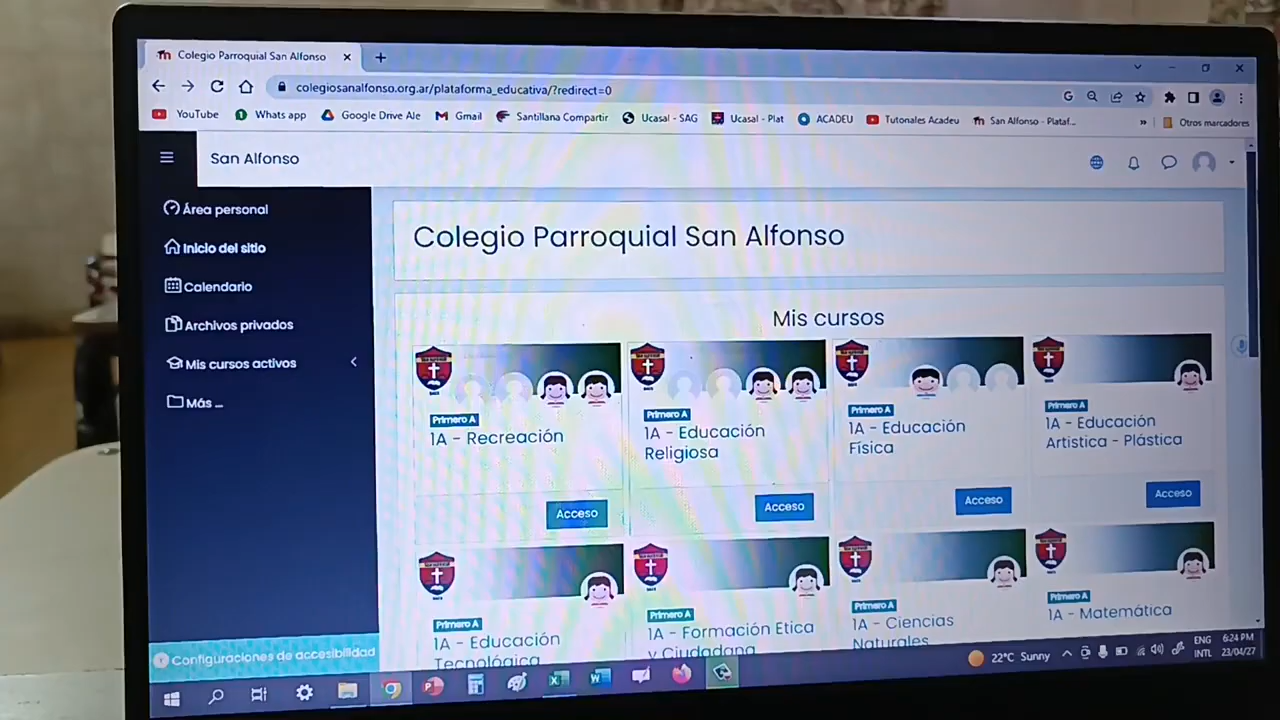 Colegio Parroquial San Alfonso
colegiosanalfonso.org.ar/plataforma_educativa/?redirect=0
YouTube Whats app Google Drive Ale Gmail Santillana Compartir Ucasal - SAG Ucasal - Plat ACADEU Tutoriales Acadeu San Alfonso - Plataf... » Otros marcadores
San Alfonso
Área personal
Inicio del sitio
Calendario
Archivos privados
Mis cursos activos
Más ...
Configuraciones de accesibilidad
Colegio Parroquial San Alfonso
Mis cursos
Primero A
1A - Recreación
Acceso
Primero A
1A - Educación
Religiosa
Acceso
Primero A
1A - Educación
Física
Acceso
Primero A
1A - Educación
Artistica - Plástica
Acceso
Primero A
1A - Educación
Tecnológica
Primero A
1A - Formación Etica
y Ciudadana
Primero A
1A - Ciencias
Naturales
Primero A
1A - Matemática
22°C Sunny
ENG
INTL
6:24 PM
23/04/27